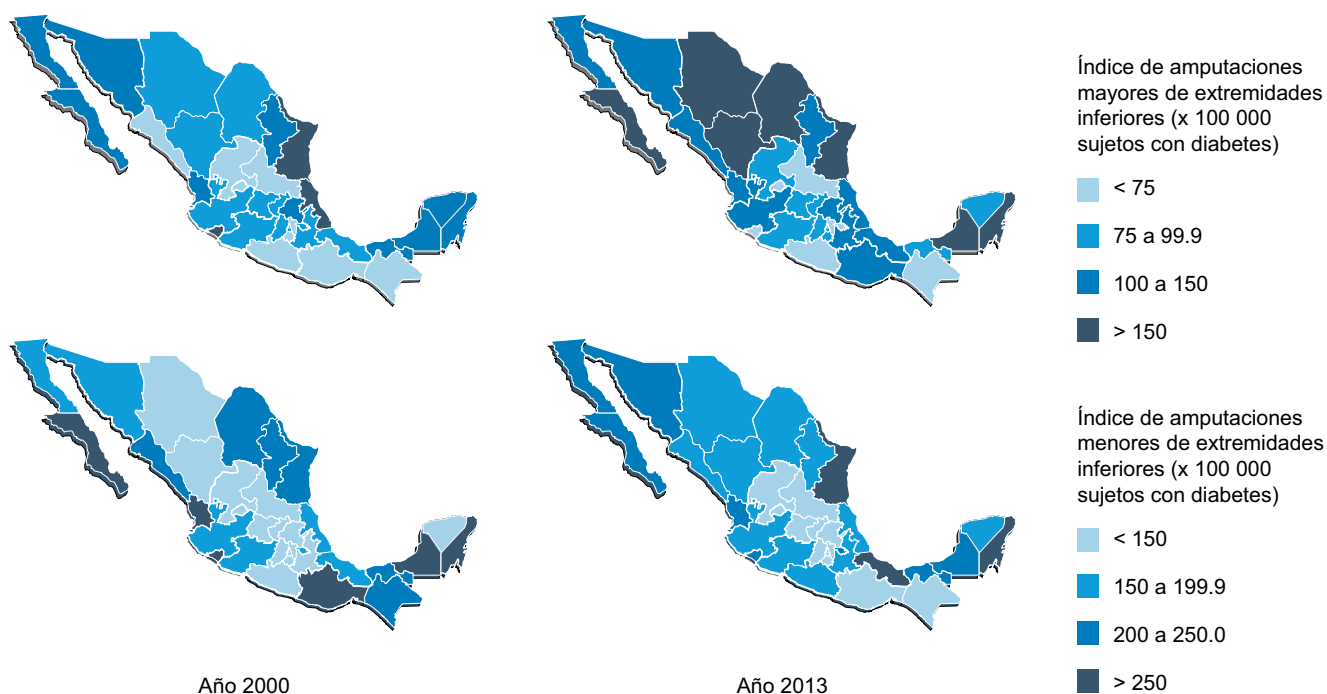 Índice de amputaciones
mayores de extremidades
inferiores (x 100 000
sujetos con diabetes)
< 75
75 a 99.9
100 a 150
> 150
Índice de amputaciones
menores de extremidades
inferiores (x 100 000
sujetos con diabetes)
< 150
150 a 199.9
200 a 250.0
> 250
Año 2000
Año 2013